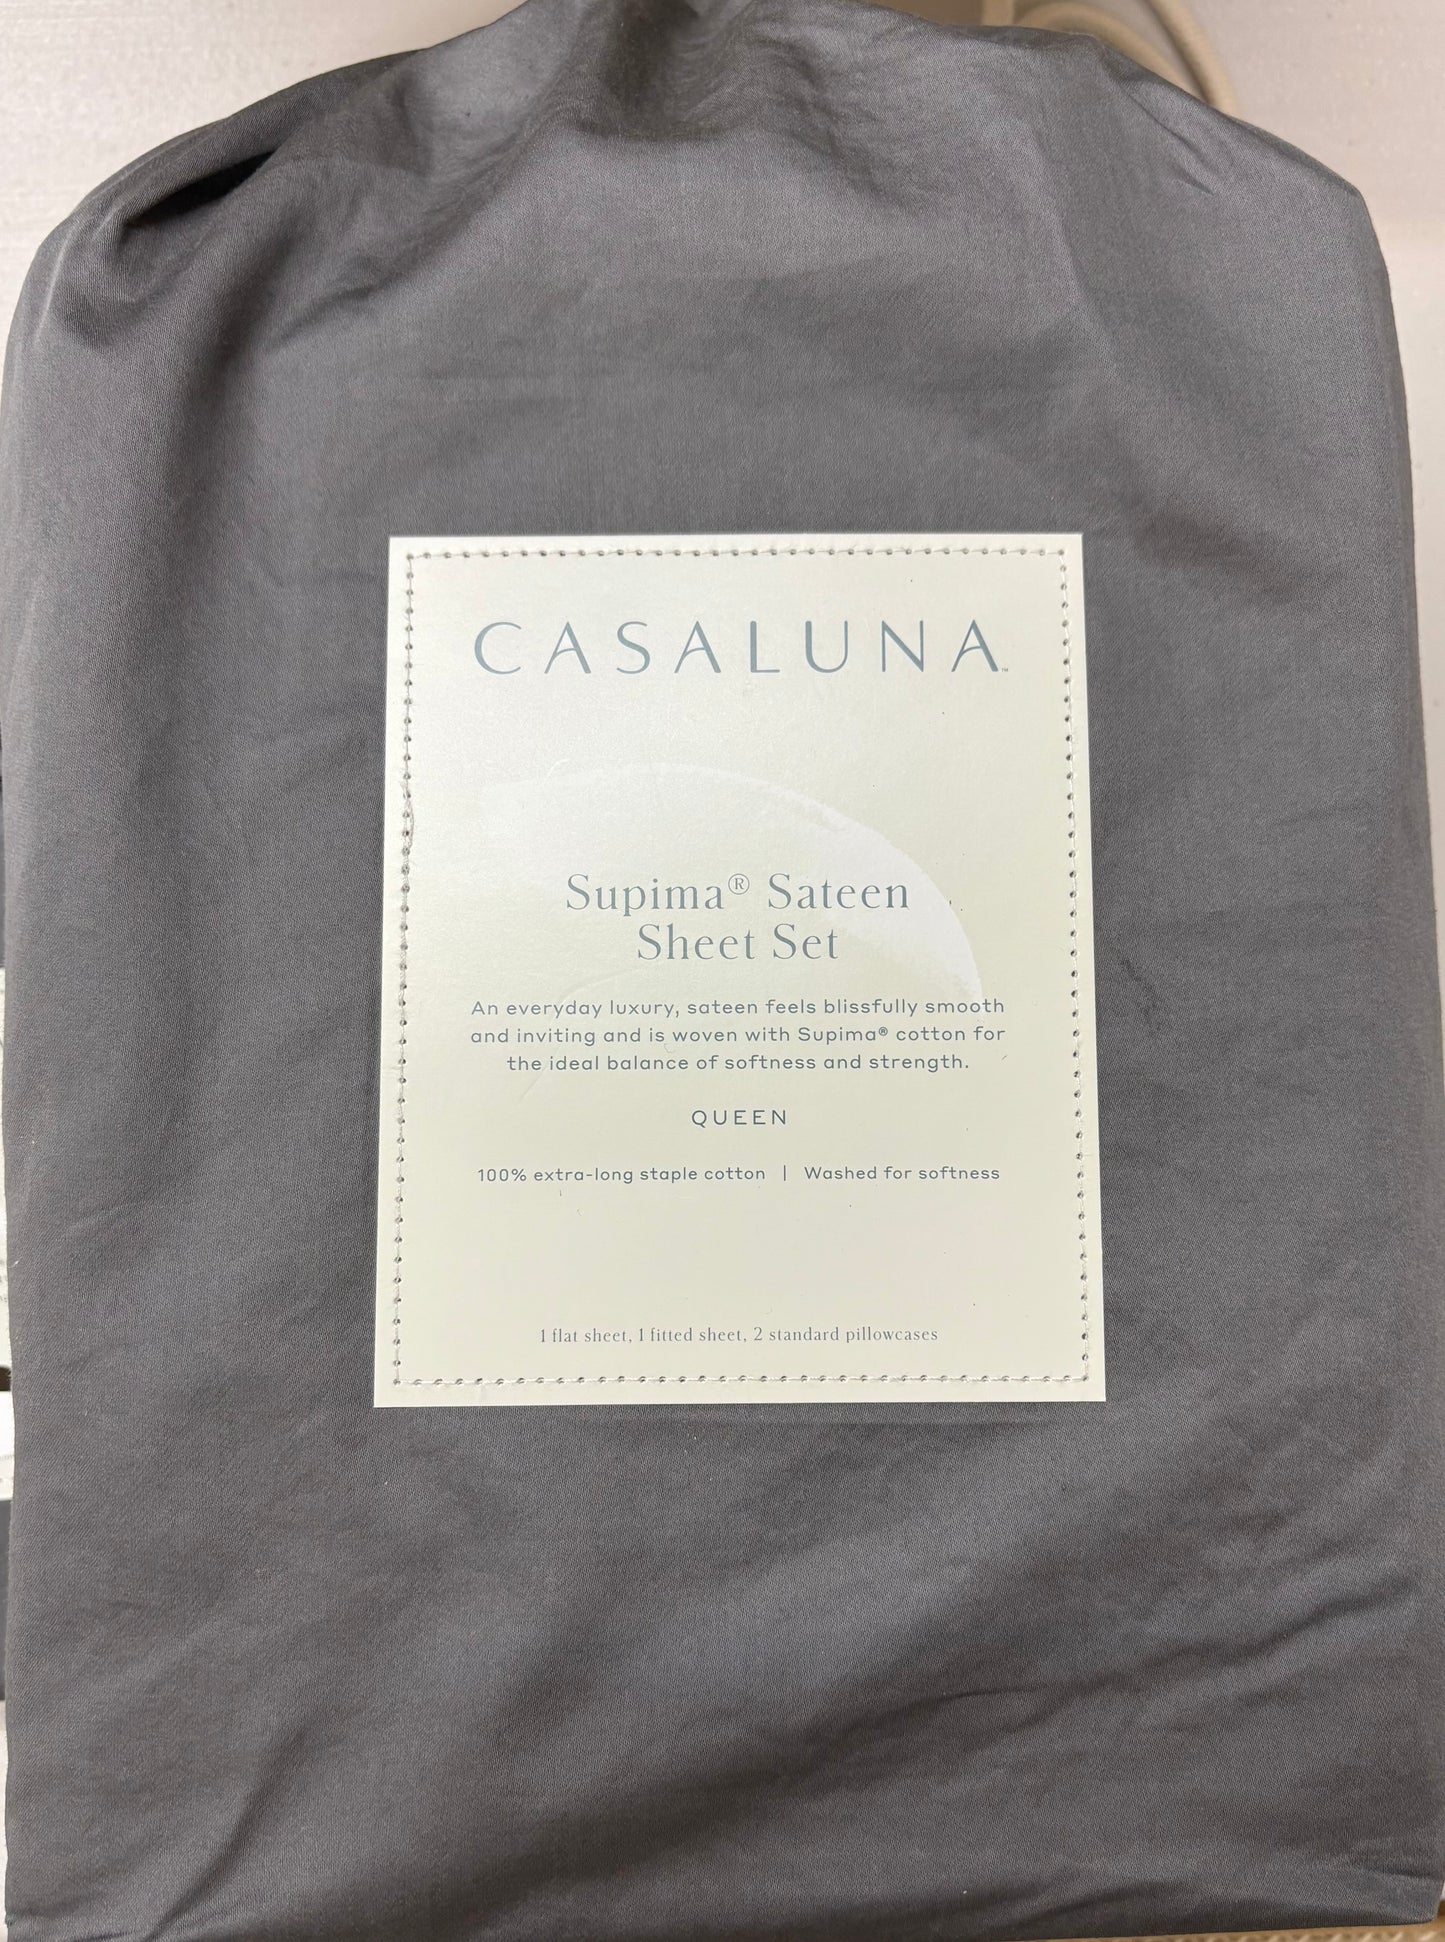 CASALUNA™
Supima® Sateen
Sheet Set
An everyday luxury, sateen feels blissfully smooth
and inviting and is woven with Supima® cotton for
the ideal balance of softness and strength.
QUEEN
100% extra-long staple cotton | Washed for softness
1 flat sheet, 1 fitted sheet, 2 standard pillowcases